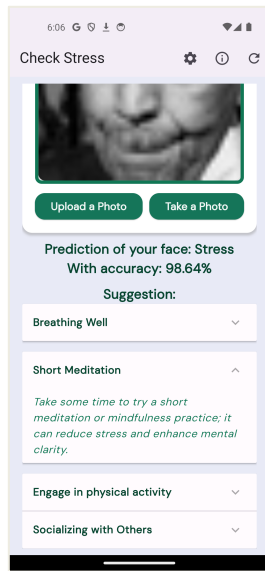 6:06
Check Stress
Upload a Photo
Take a Photo
Prediction of your face: Stress
With accuracy: 98.64%
Suggestion:
Breathing Well
Short Meditation
Take some time to try a short
meditation or mindfulness practice; it
can reduce stress and enhance mental
clarity.
Engage in physical activity
Socializing with Others